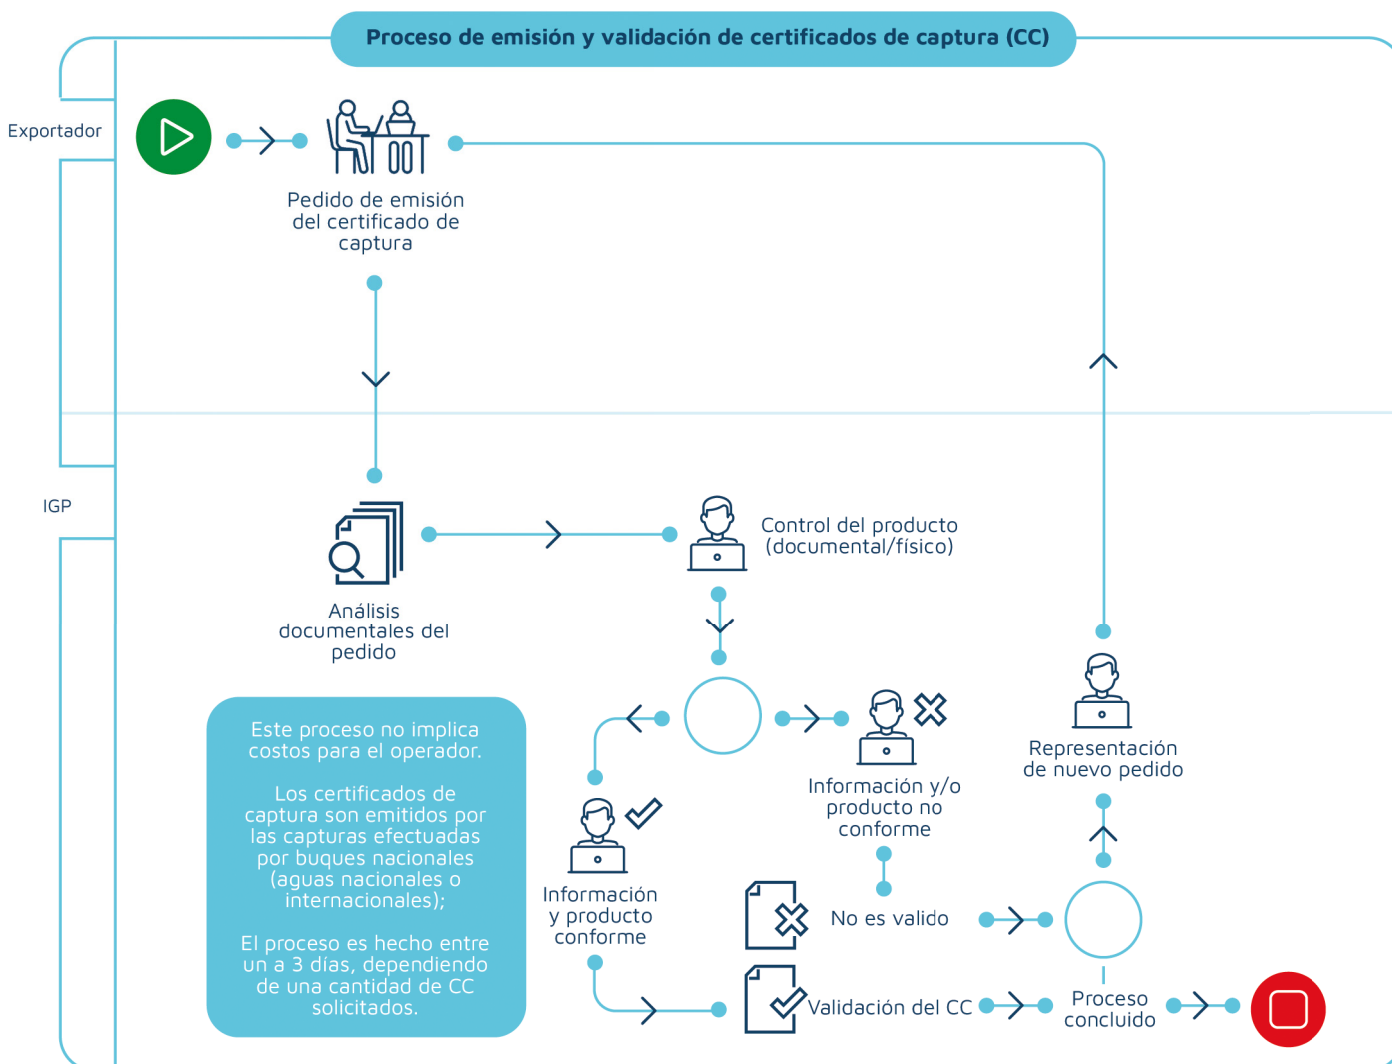 Proceso de emisión y validación de certificados de captura (CC)
Exportador
Pedido de emisión
del certificado de
captura
IGP
Análisis
documentales del
pedido
Control del producto
(documental/físico)
Información y/o
producto no
conforme
Representación
de nuevo pedido
Información
y producto
conforme
No es valido
Validación del CC
Proceso
concluido
Este proceso no implica
costos para el operador.
Los certificados de
captura son emitidos por
las capturas efectuadas
por buques nacionales
(aguas nacionales o
internacionales);
El proceso es hecho entre
un a 3 días, dependiendo
de una cantidad de CC
solicitados.